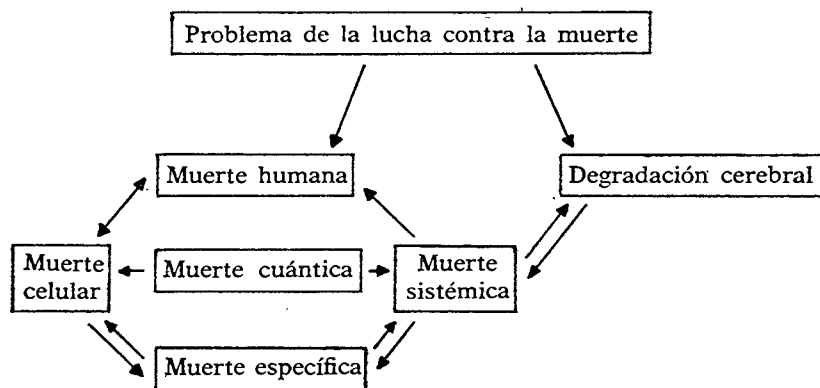 Problema de la lucha contra la muerte
Muerte humana
Degradación cerebral
Muerte
celular
Muerte cuántica
Muerte
sistémica
Muerte específica